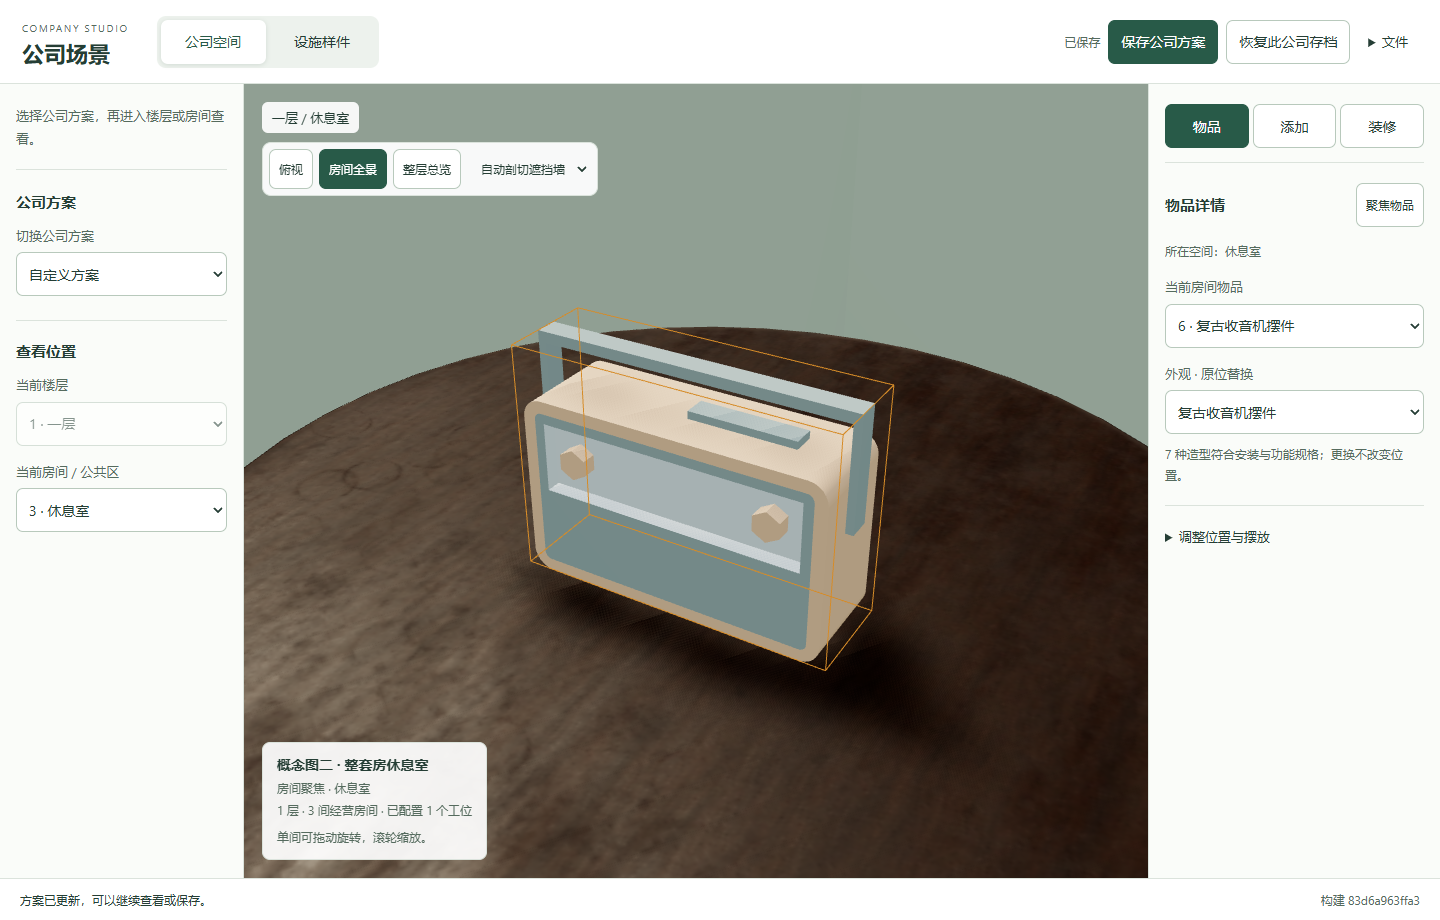 COMPANY STUDIO
公司场景
公司空间
设施样件
已保存
保存公司方案
恢复此公司存档
▶ 文件
选择公司方案，再进入楼层或房间查
看。
公司方案
切换公司方案
自定义方案
查看位置
当前楼层
1 · 一层
当前房间 / 公共区
3 · 休息室
一层 / 休息室
俯视
房间全景
整层总览
自动剖切遮挡墙
概念图二 · 整套房休息室
房间聚焦 · 休息室
1 层 · 3 间经营房间 · 已配置 1 个工位
单间可拖动旋转，滚轮缩放。
物品
添加
装修
物品详情
聚焦物品
所在空间：休息室
当前房间物品
6 · 复古收音机摆件
外观 · 原位替换
复古收音机摆件
7 种造型符合安装与功能规格；更换不改变位
置。
▶ 调整位置与摆放
方案已更新，可以继续查看或保存。
构建 83d6a963ffa3